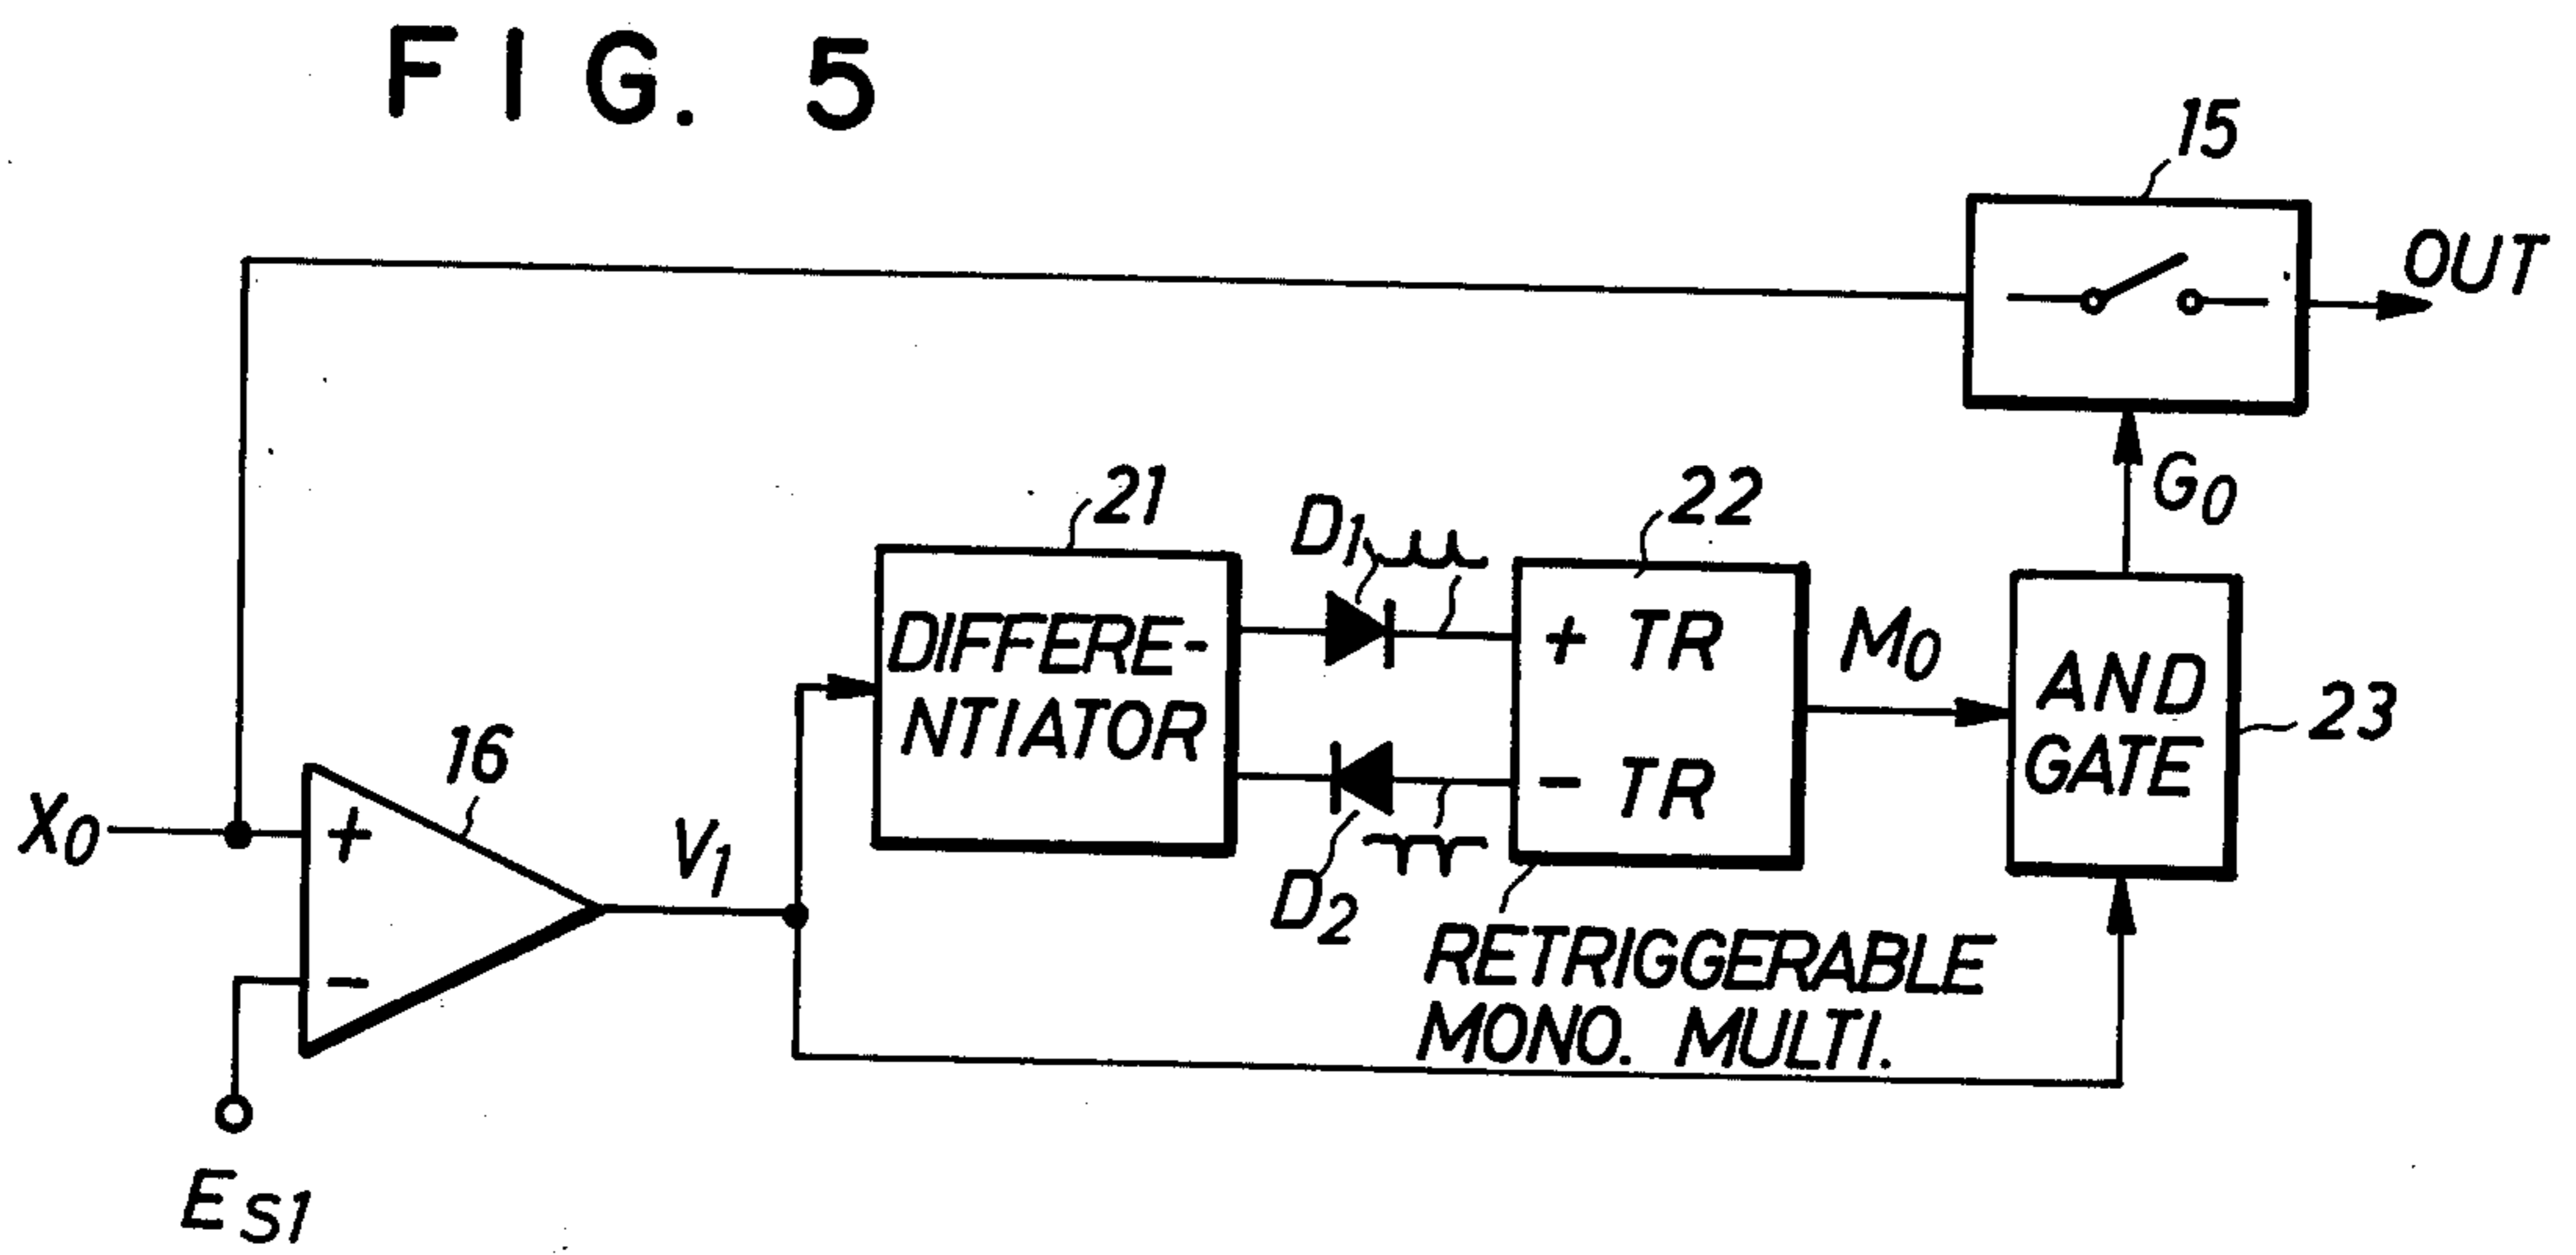 FIG. 5
15
OUT
G0
21
D1
22
DIFFERE-
NTIATOR
+ TR
- TR
M0
AND
GATE
23
16
X0
+
-
V1
D2
RETRIGGERABLE
MONO. MULTI.
ES1